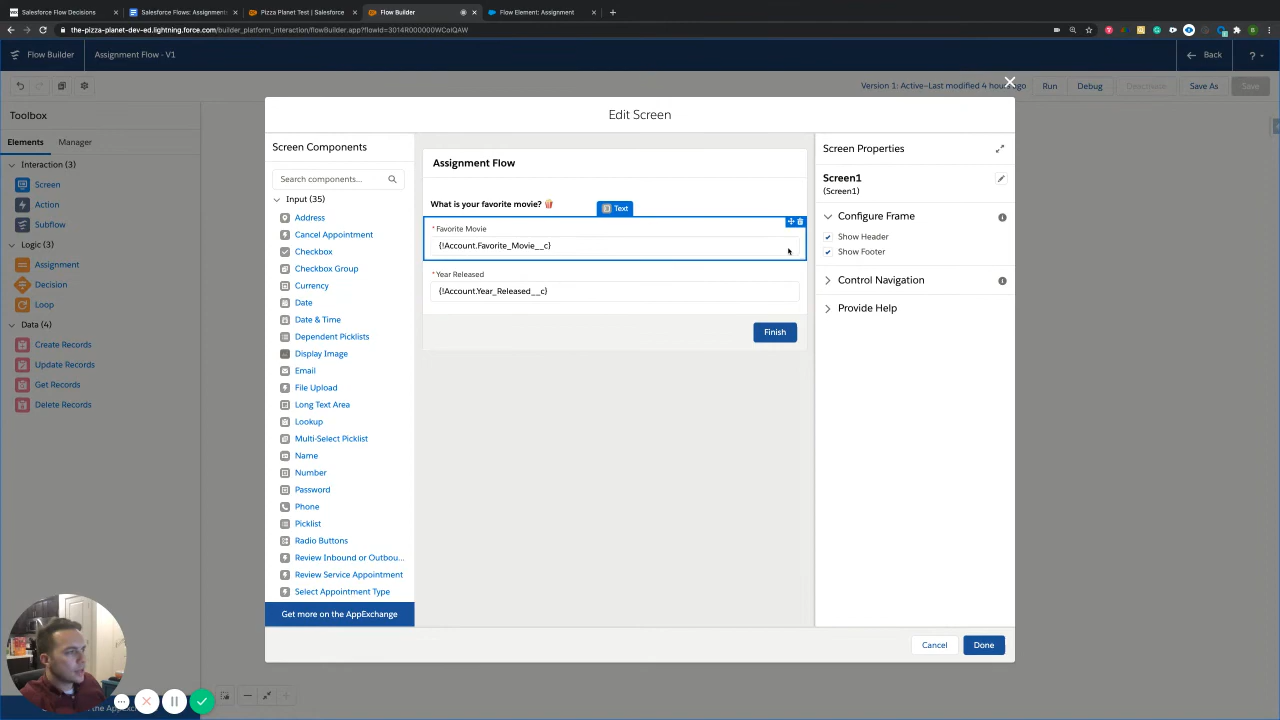 Salesforce Flow Decisions
Salesforce Flows: Assignment
Pizza Planet Test | Salesforce
Flow Builder
Flow Element: Assignment
the-pizza-planet-dev-ed.lightning.force.com/builder_platform_interaction/flowBuilder.app?flowId=3014R00000WCoIQAW
Flow Builder
Assignment Flow - V1
Back
?
Version 1: Active–Last modified 4 hours ago
Run
Debug
Deactivate
Save As
Save
Toolbox
Elements
Manager
Interaction (3)
Screen
Action
Subflow
Logic (3)
Assignment
Decision
Loop
Data (4)
Create Records
Update Records
Get Records
Delete Records
Edit Screen
Screen Components
Search components...
Input (35)
Address
Cancel Appointment
Checkbox
Checkbox Group
Currency
Date
Date & Time
Dependent Picklists
Display Image
Email
File Upload
Long Text Area
Lookup
Multi-Select Picklist
Name
Number
Password
Phone
Picklist
Radio Buttons
Review Inbound or Outbou...
Review Service Appointment
Select Appointment Type
Get more on the AppExchange
Assignment Flow
What is your favorite movie? 🍿
Text
* Favorite Movie
{!Account.Favorite_Movie__c}
* Year Released
{!Account.Year_Released__c}
Finish
Screen Properties
Screen1
(Screen1)
Configure Frame
Show Header
Show Footer
Control Navigation
Provide Help
Cancel
Done